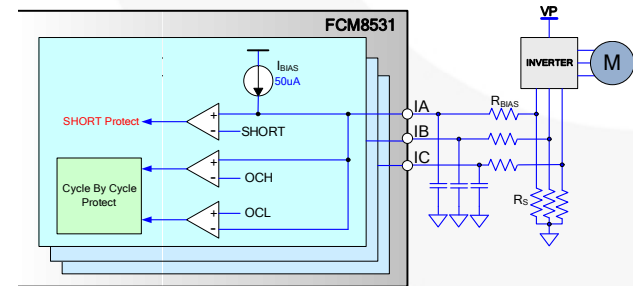 FCM8531
VP
IBIAS
50uA
INVERTER
M
SHORT Protect
+
-
SHORT
IA
RBIAS
IB
IC
Cycle By Cycle
Protect
+
-
OCH
+
-
OCL
RS